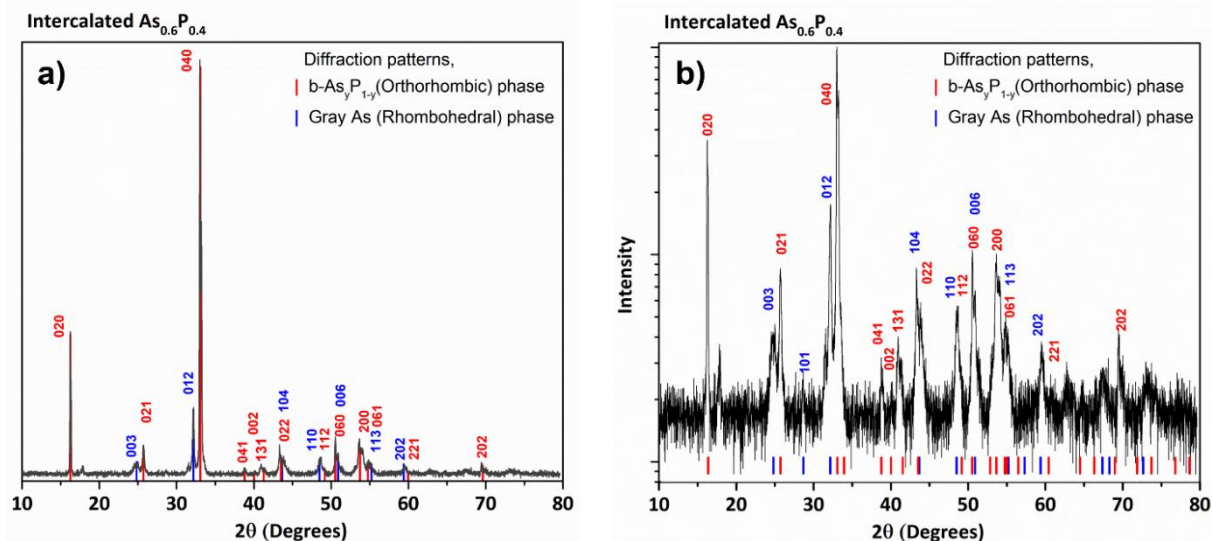 Intercalated As0.6P0.4
a)
Diffraction patterns,
b-AsyP1-y(Orthorhombic) phase
Gray As (Rhombohedral) phase
020
003
021
012
040
041
131
002
022
104
110
112
060
006
200
113
061
202
221
202
10 20 30 40 50 60 70 80
2θ (Degrees)
Intercalated As0.6P0.4
b)
Diffraction patterns,
b-AsyP1-y(Orthorhombic) phase
Gray As (Rhombohedral) phase
Intensity
020
003
021
101
012
040
041
002
131
104
022
110
112
060
006
200
061
113
202
221
202
10 20 30 40 50 60 70 80
2θ (Degrees)